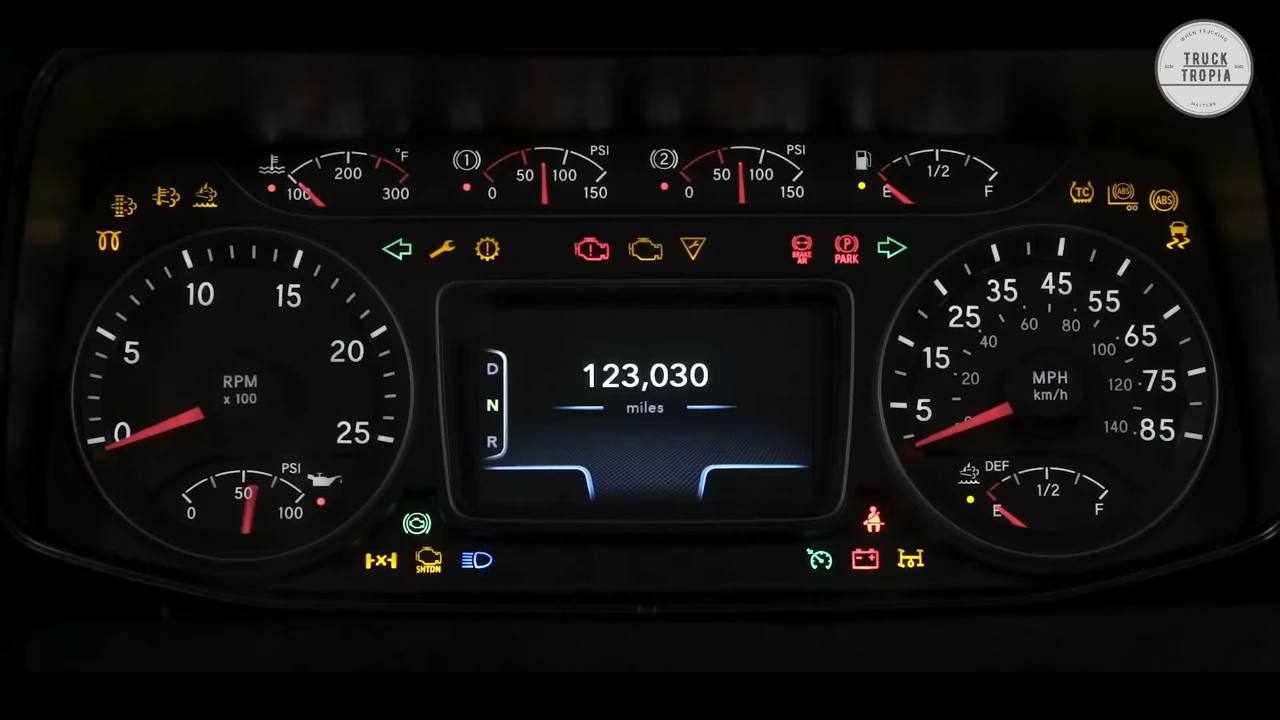 WHEN TRUCKING
TRUCK
TROPIA
MATTERS
°F
100
200
300
1
PSI
0
50
100
150
2
PSI
0
50
100
150
E
1/2
F
TC
ABS
ABS
BRAKE
AIR
P
PARK
RPM
x 100
0
5
10
15
20
25
PSI
0
50
100
D
N
R
123,030
miles
MPH
km/h
5
15
25
35
45
55
65
75
85
20
40
60
80
100
120
140
DEF
E
1/2
F
SHTDN